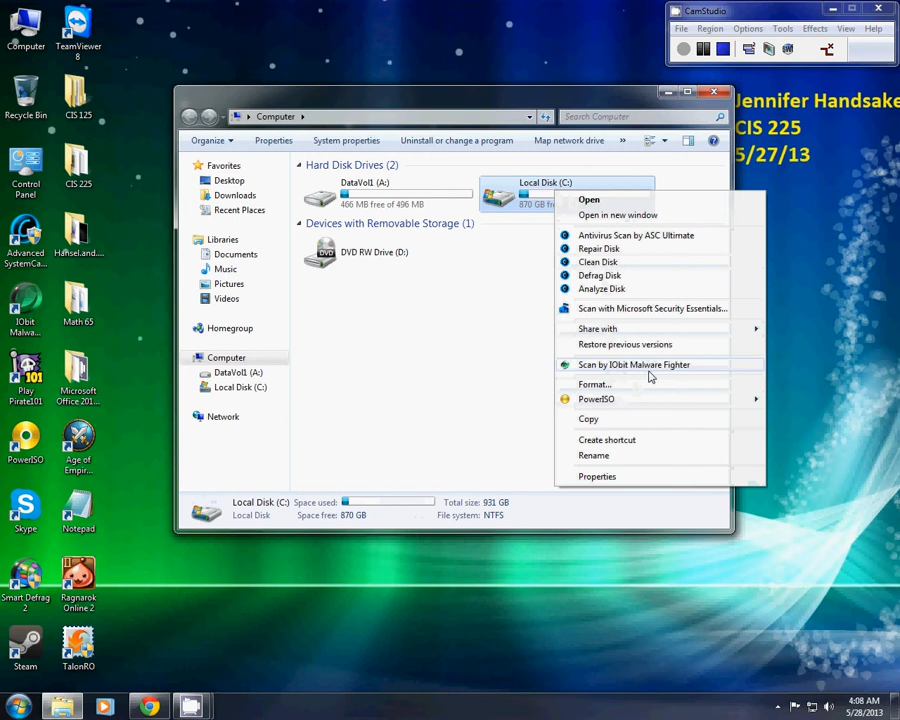 Computer
TeamViewer
8
Recycle Bin
CIS 125
Control
Panel
CIS 225
Advanced
SystemCa...
Hansel.and....
IObit
Malwa...
Math 65
Play
Pirate101
Microsoft
Office 201...
PowerISO
Age of
Empir...
Skype
Notepad
Smart Defrag
2
Ragnarok
Online 2
Steam
TalonRO
CamStudio
File Region Options Tools Effects View Help
Jennifer Handsake
CIS 225
5/27/13
Computer
Search Computer
Organize Properties System properties Uninstall or change a program Map network drive »
Favorites
Desktop
Downloads
Recent Places
Libraries
Documents
Music
Pictures
Videos
Homegroup
Computer
DataVol1 (A:)
Local Disk (C:)
Network
Hard Disk Drives (2)
DataVol1 (A:)
466 MB free of 496 MB
Local Disk (C:)
870 GB fre
Devices with Removable Storage (1)
DVD RW Drive (D:)
DVD
Open
Open in new window
Antivirus Scan by ASC Ultimate
Repair Disk
Clean Disk
Defrag Disk
Analyze Disk
Scan with Microsoft Security Essentials...
Share with
Restore previous versions
Scan by IObit Malware Fighter
Format...
PowerISO
Copy
Create shortcut
Rename
Properties
Local Disk (C:) Space used: Total size: 931 GB
Local Disk Space free: 870 GB File system: NTFS
4:08 AM
5/28/2013